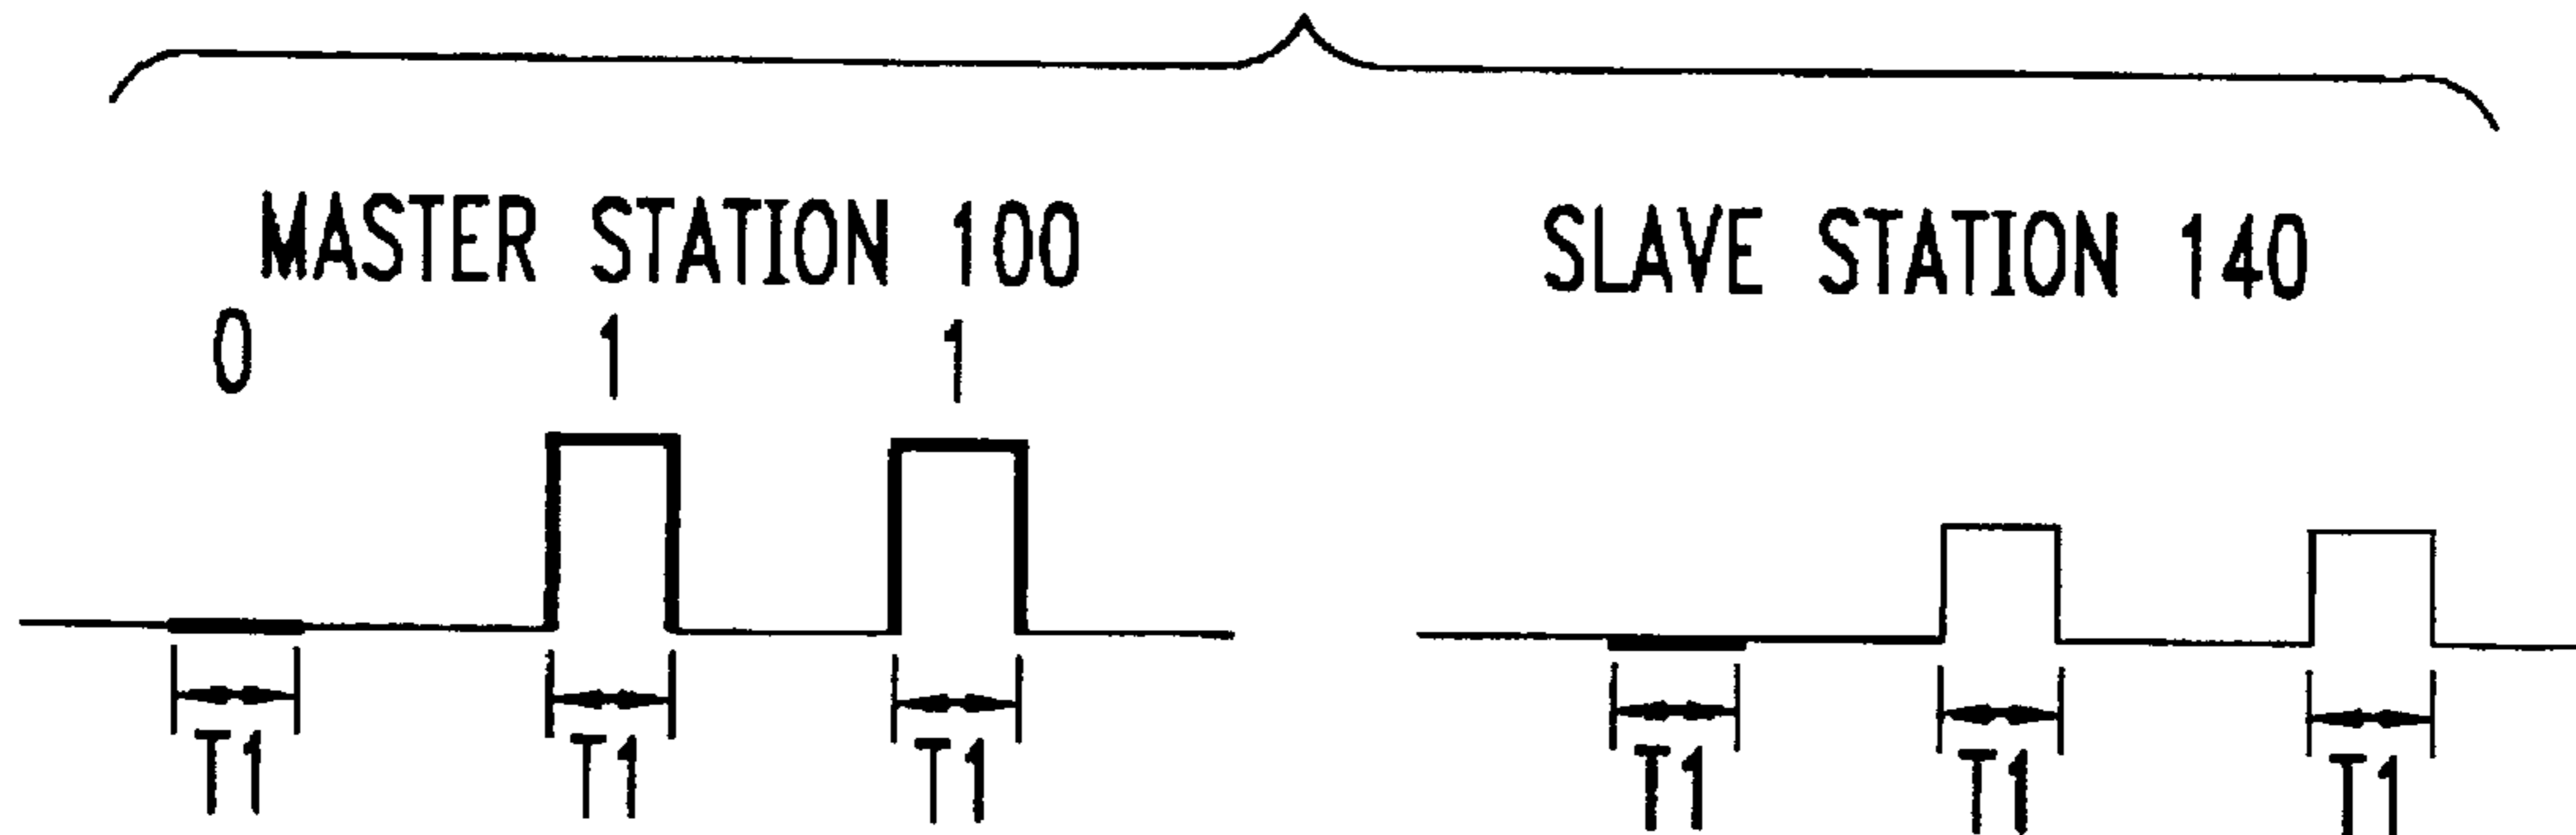 MASTER STATION 100 SLAVE STATION 140
0 1 1
T1 T1 T1 T1 T1 T1